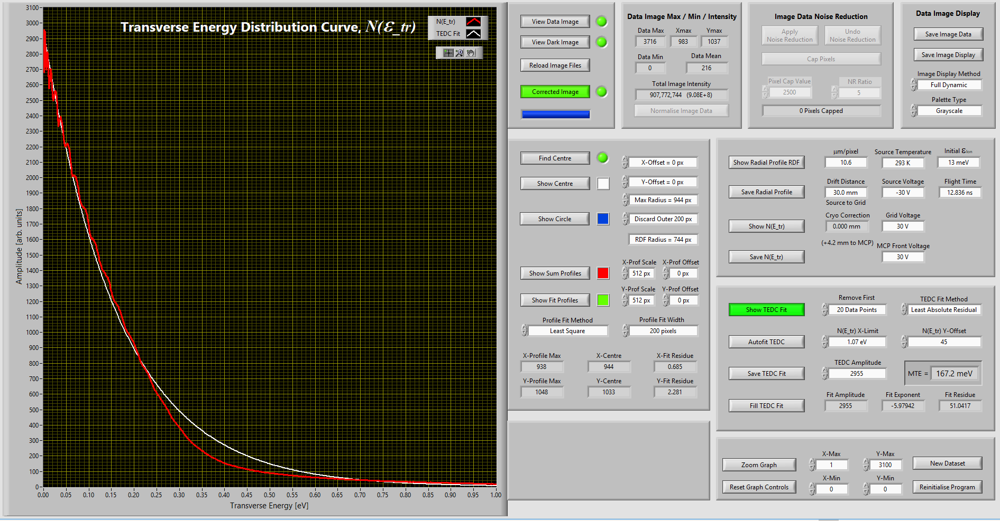 Transverse Energy Distribution Curve, N(ε_tr)
N(E_tr)
TEDC Fit
Amplitude [arb. units]
3100
3000
2900
2800
2700
2600
2500
2400
2300
2200
2100
2000
1900
1800
1700
1600
1500
1400
1300
1200
1100
1000
900
800
700
600
500
400
300
200
100
0
0.00 0.05 0.10 0.15 0.20 0.25 0.30 0.35 0.40 0.45 0.50 0.55 0.60 0.65 0.70 0.75 0.80 0.85 0.90 0.95 1.00
Transverse Energy [eV]
View Data Image
View Dark Image
Reload Image Files
Corrected Image
Data Image Max / Min / Intensity
Data Max Xmax Ymax
3716 983 1037
Data Min Data Mean
0 216
Total Image Intensity
907,772,744 (9.08E+8)
Normalise Image Data
Image Data Noise Reduction
Apply Noise Reduction
Undo Noise Reduction
Cap Pixels
Pixel Cap Value NR Ratio
2500 5
0 Pixels Capped
Data Image Display
Save Image Data
Save Image Display
Image Display Method
Full Dynamic
Palette Type
Grayscale
Find Centre
X-Offset = 0 px
Show Centre
Y-Offset = 0 px
Max Radius = 944 px
Show Circle
Discard Outer 200 px
RDF Radius = 744 px
X-Prof Scale X-Prof Offset
Show Sum Profiles
512 px 0 px
Y-Prof Scale Y-Prof Offset
Show Fit Profiles
512 px 0 px
Profile Fit Method Profile Fit Width
Least Square 200 pixels
X-Profile Max X-Centre X-Fit Residue
938 944 0.685
Y-Profile Max Y-Centre Y-Fit Residue
1048 1033 2.281
Show Radial Profile RDF
µm/pixel Source Temperature Initial εlon
10.6 293 K 13 meV
Save Radial Profile
Drift Distance Source Voltage Flight Time
30.0 mm -30 V 12.836 ns
Source to Grid
Cryo Correction Grid Voltage
Show N(E_tr)
0.000 mm 30 V
(+4.2 mm to MCP) MCP Front Voltage
Save N(E_tr)
30 V
Remove First TEDC Fit Method
Show TEDC Fit
20 Data Points Least Absolute Residual
N(E_tr) X-Limit N(E_tr) Y-Offset
Autofit TEDC
1.07 eV 45
TEDC Amplitude
Save TEDC Fit
2955
MTE = 167.2 meV
Fit Amplitude Fit Exponent Fit Residue
Fill TEDC Fit
2955 -5.97942 51.0417
X-Max Y-Max
Zoom Graph
1 3100
New Dataset
X-Min Y-Min
Reset Graph Controls
0 0
Reinitialise Program